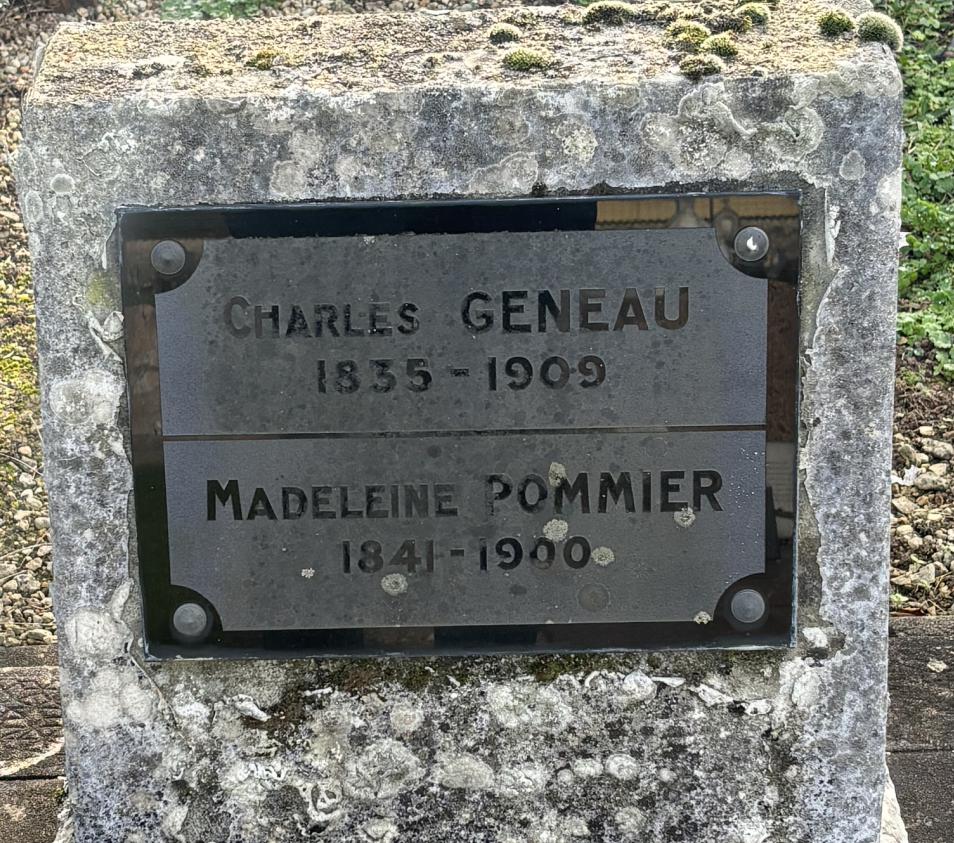 CHARLES GENEAU
1835 - 1909
MADELEINE POMMIER
1841 - 1900